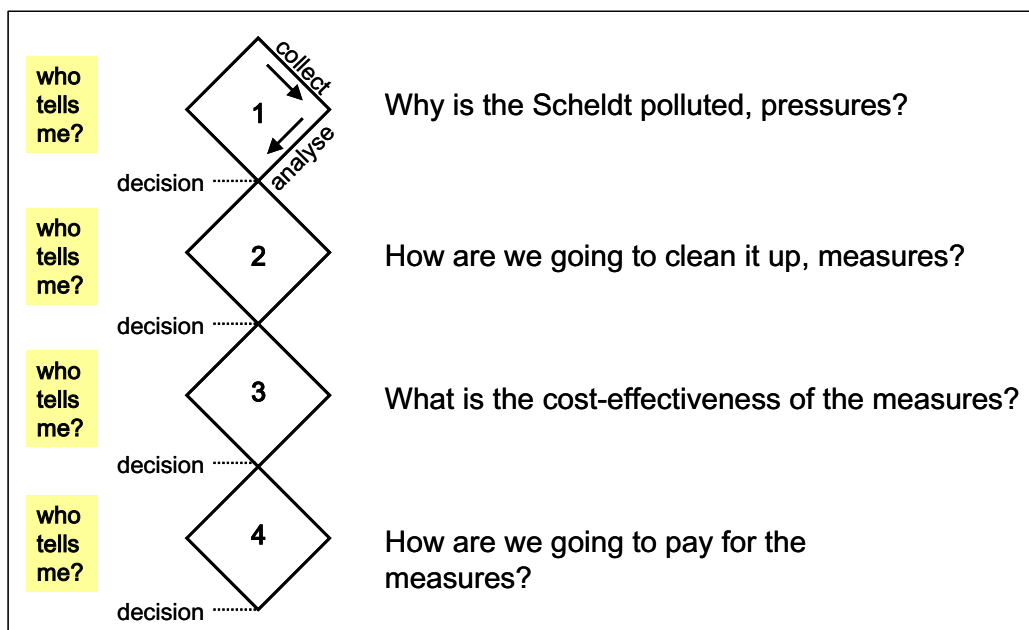 who
tells
me?
collect
1
analyse
Why is the Scheldt polluted, pressures?
decision
who
tells
me?
2
How are we going to clean it up, measures?
decision
who
tells
me?
3
What is the cost-effectiveness of the measures?
decision
who
tells
me?
4
How are we going to pay for the
measures?
decision